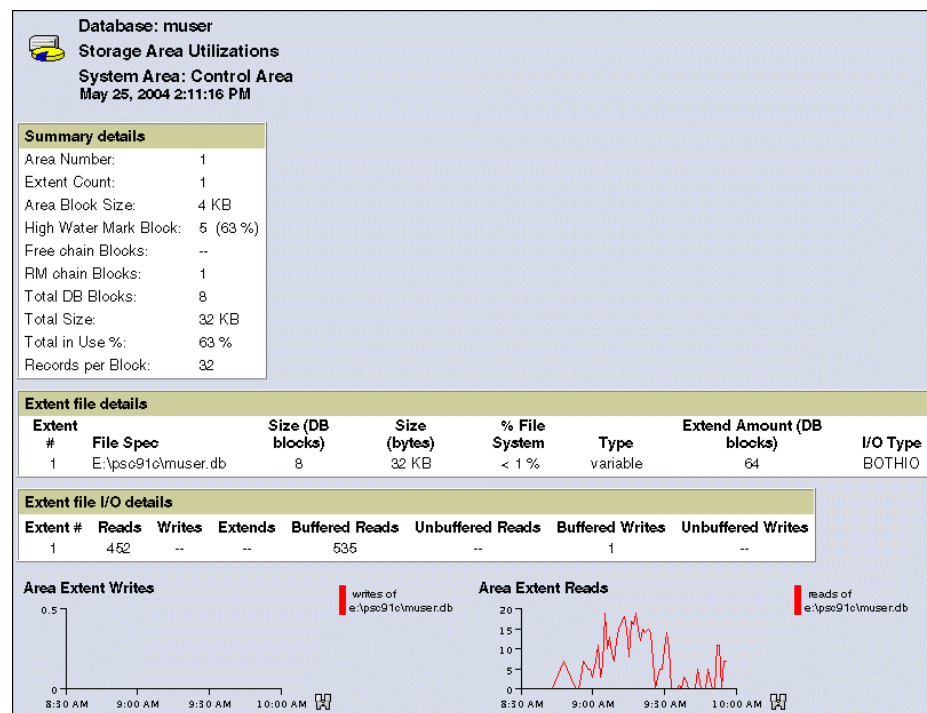 Database: muser
Storage Area Utilizations
System Area: Control Area
May 25, 2004 2:11:16 PM
Summary details
Area Number: 1
Extent Count: 1
Area Block Size: 4 KB
High Water Mark Block: 5 (63 %)
Free chain Blocks: --
RM chain Blocks: 1
Total DB Blocks: 8
Total Size: 32 KB
Total in Use %: 63 %
Records per Block: 32
Extent file details
Extent # File Spec Size (DB blocks) Size (bytes) % File System Type Extend Amount (DB blocks) I/O Type
1 E:\psc91c\muser.db 8 32 KB < 1 % variable 64 BOTHIO
Extent file I/O details
Extent # Reads Writes Extends Buffered Reads Unbuffered Reads Buffered Writes Unbuffered Writes
1 452 -- -- 535 -- 1 --
Area Extent Writes
writes of
e:\psc91c\muser.db
0.5
0
8:30 AM 9:00 AM 9:30 AM 10:00 AM
Area Extent Reads
reads of
e:\psc91c\muser.db
20
15
10
5
0
8:30 AM 9:00 AM 9:30 AM 10:00 AM